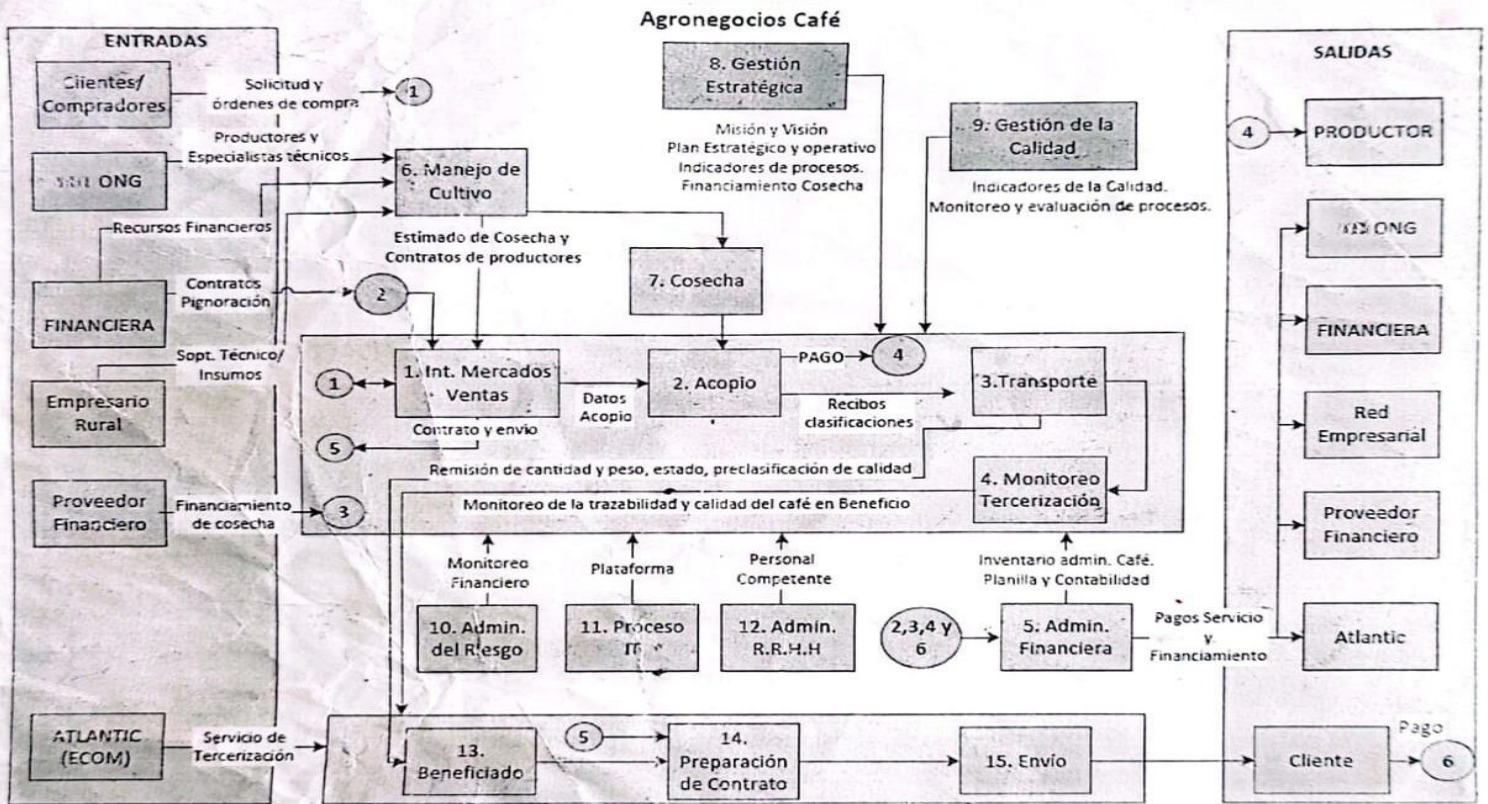 Agronegocios Café
ENTRADAS
Clientes/
Compradores
Solicitud y
órdenes de compra
1
Productores y
Especialistas técnicos
ONG
Recursos Financieros
FINANCIERA
Contratos
Pignoración
2
Sopt. Técnico/
Insumos
Empresario
Rural
Proveedor
Financiero
Financiamiento
de cosecha
3
ATLANTIC
(ECOM)
Servicio de
Tercerización
6. Manejo de
Cultivo
Estimado de Cosecha y
Contratos de productores
7. Cosecha
8. Gestión
Estratégica
Misión y Visión
Plan Estratégico y operativo
Indicadores de procesos.
Financiamiento Cosecha
9. Gestión de la
Calidad
Indicadores de la Calidad.
Monitoreo y evaluación de procesos.
1
1. Int. Mercados
Ventas
Datos
Acopio
2. Acopio
PAGO
4
Recibos
clasificaciones
3.Transporte
Contrato y envio
5
Remisión de cantidad y peso, estado, preclasificación de calidad
4. Monitoreo
Tercerización
Monitoreo de la trazabilidad y calidad del café en Beneficio
Monitoreo
Financiero
Plataforma
Personal
Competente
Inventario admin. Café.
Planilla y Contabilidad
10. Admin.
del Riesgo
11. Proceso
12. Admin.
R.R.H.H
2,3,4 y
6
5. Admin.
Financiera
Pagos Servicio
y
Financiamiento
13.
Beneficiado
5
14.
Preparación
de Contrato
15. Envío
SALIDAS
4
PRODUCTOR
ONG
FINANCIERA
Red
Empresarial
Proveedor
Financiero
Atlantic
Cliente
Pago
6